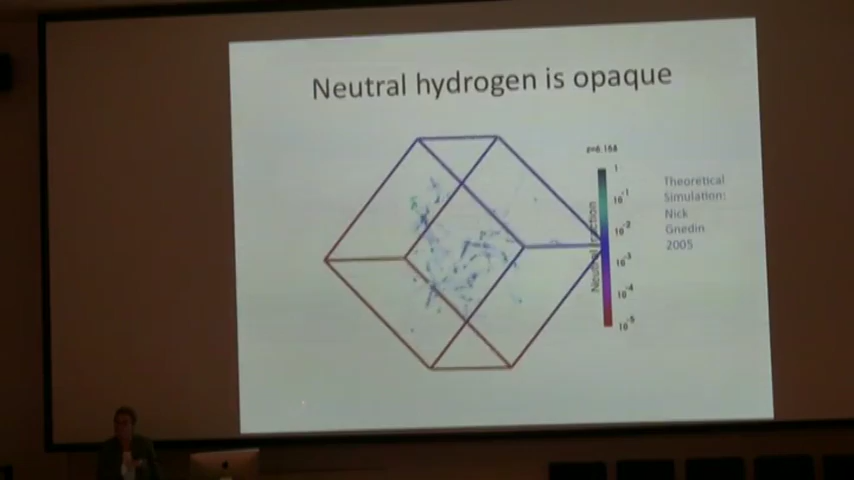 Neutral hydrogen is opaque
z=6.168
1
10-1
10-2
10-3
10-4
10-5
Neutral fraction
Theoretical
Simulation:
Nick
Gnedin
2005